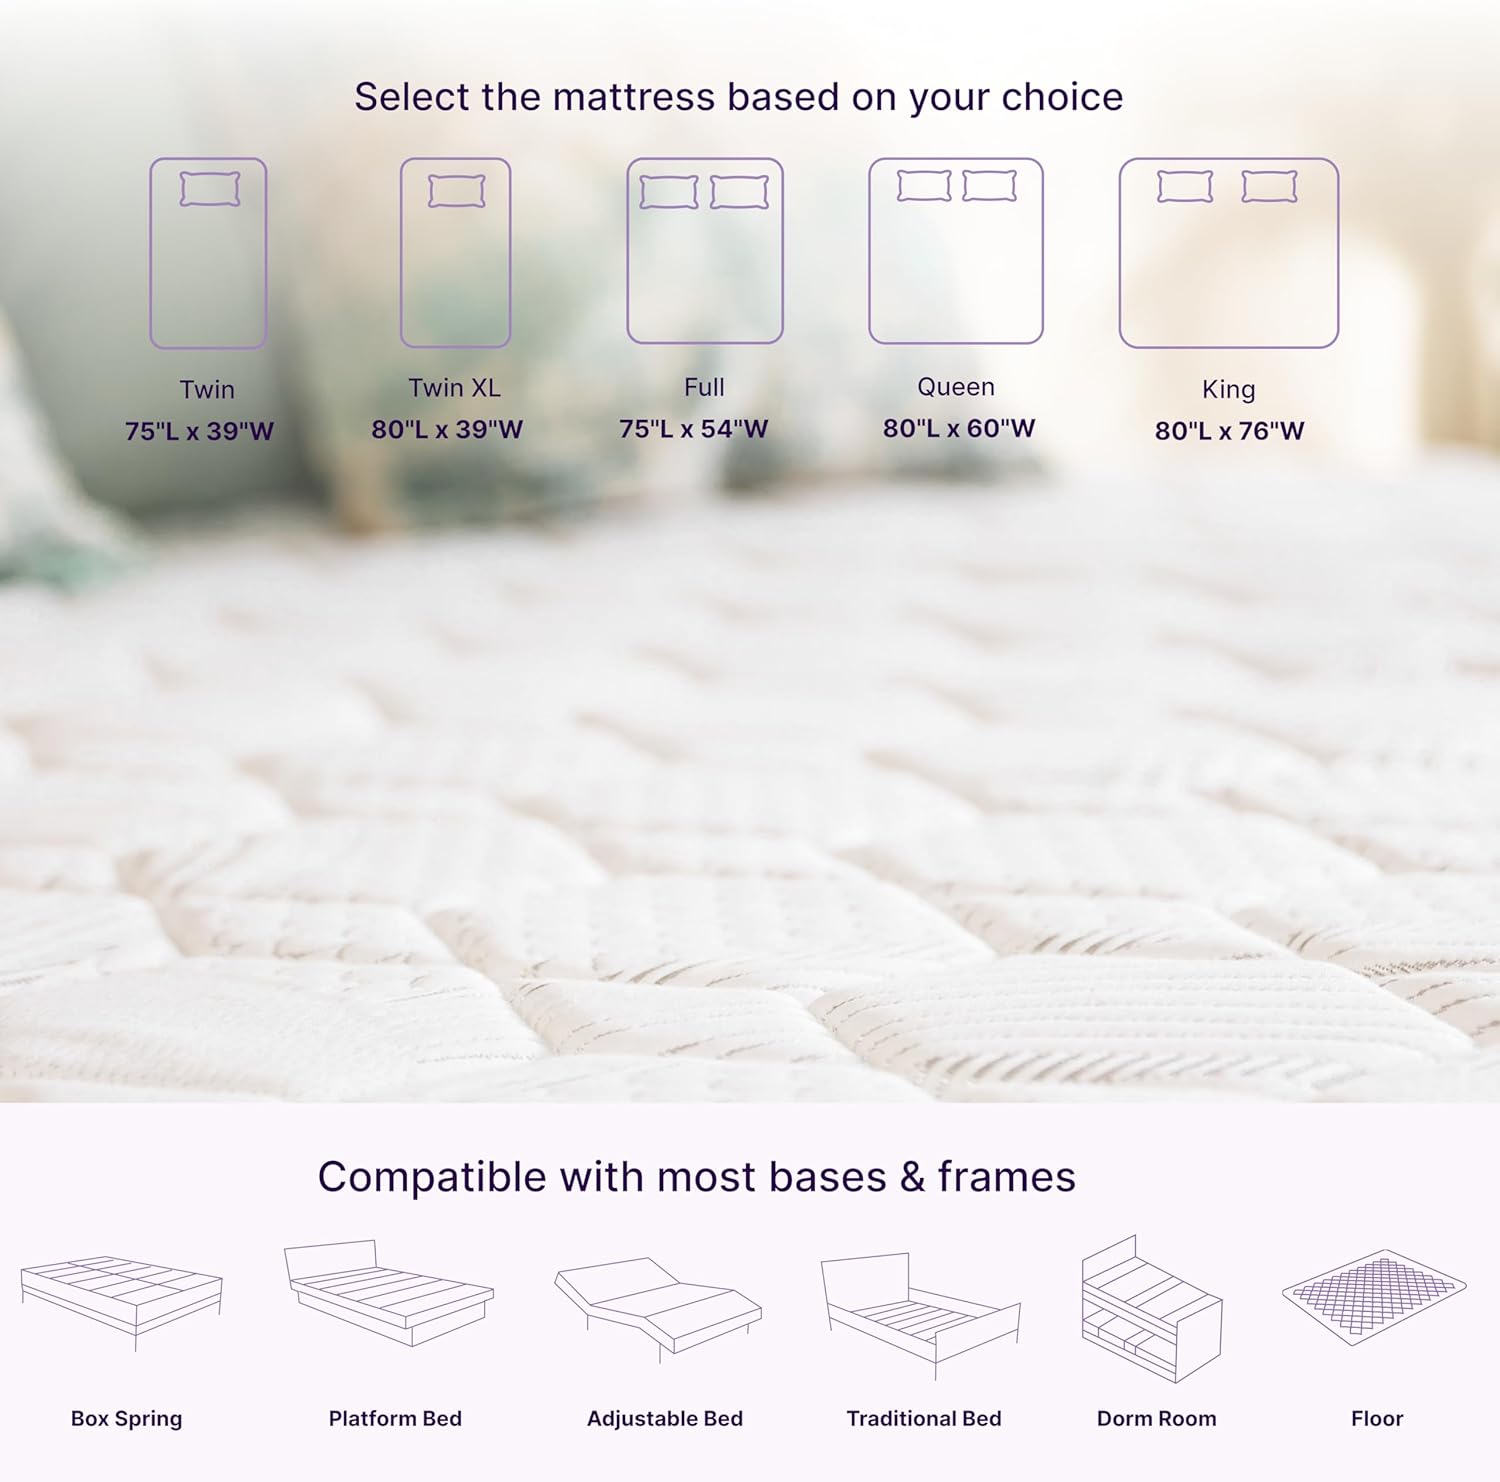 Select the mattress based on your choice
Twin
75"L x 39"W
Twin XL
80"L x 39"W
Full
75"L x 54"W
Queen
80"L x 60"W
King
80"L x 76"W
Compatible with most bases & frames
Box Spring
Platform Bed
Adjustable Bed
Traditional Bed
Dorm Room
Floor